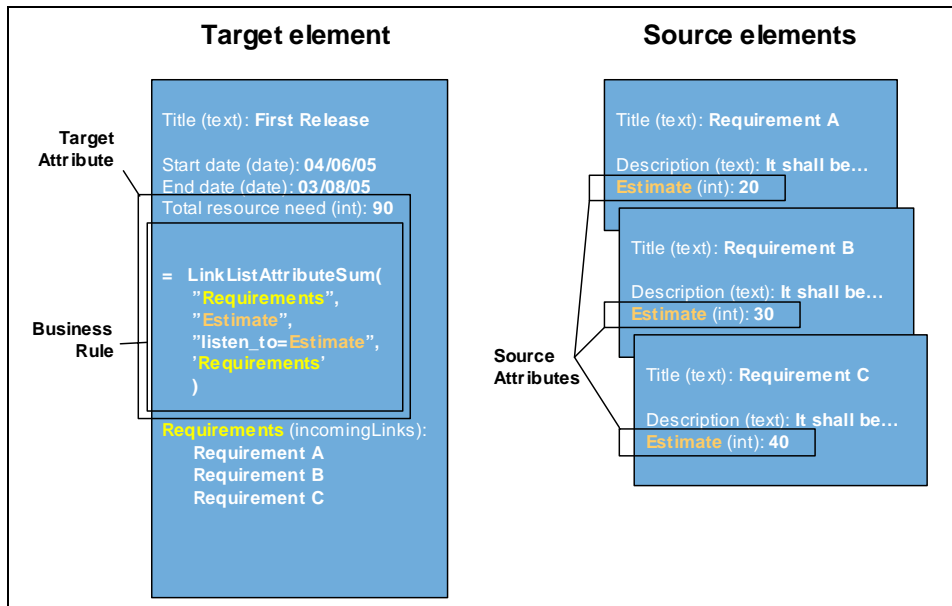 Target element
Source elements
Title (text): First Release
Start date (date): 04/06/05
End date (date): 03/08/05
Total resource need (int): 90
= LinkListAttributeSum(
”Requirements”,
”Estimate”,
”listen_to=Estimate”,
’Requirements’
)
Requirements (incomingLinks):
Requirement A
Requirement B
Requirement C
Target
Attribute
Business
Rule
Title (text): Requirement A
Description (text): It shall be…
Estimate (int): 20
Title (text): Requirement B
Description (text): It shall be…
Estimate (int): 30
Title (text): Requirement C
Description (text): It shall be…
Estimate (int): 40
Source
Attributes